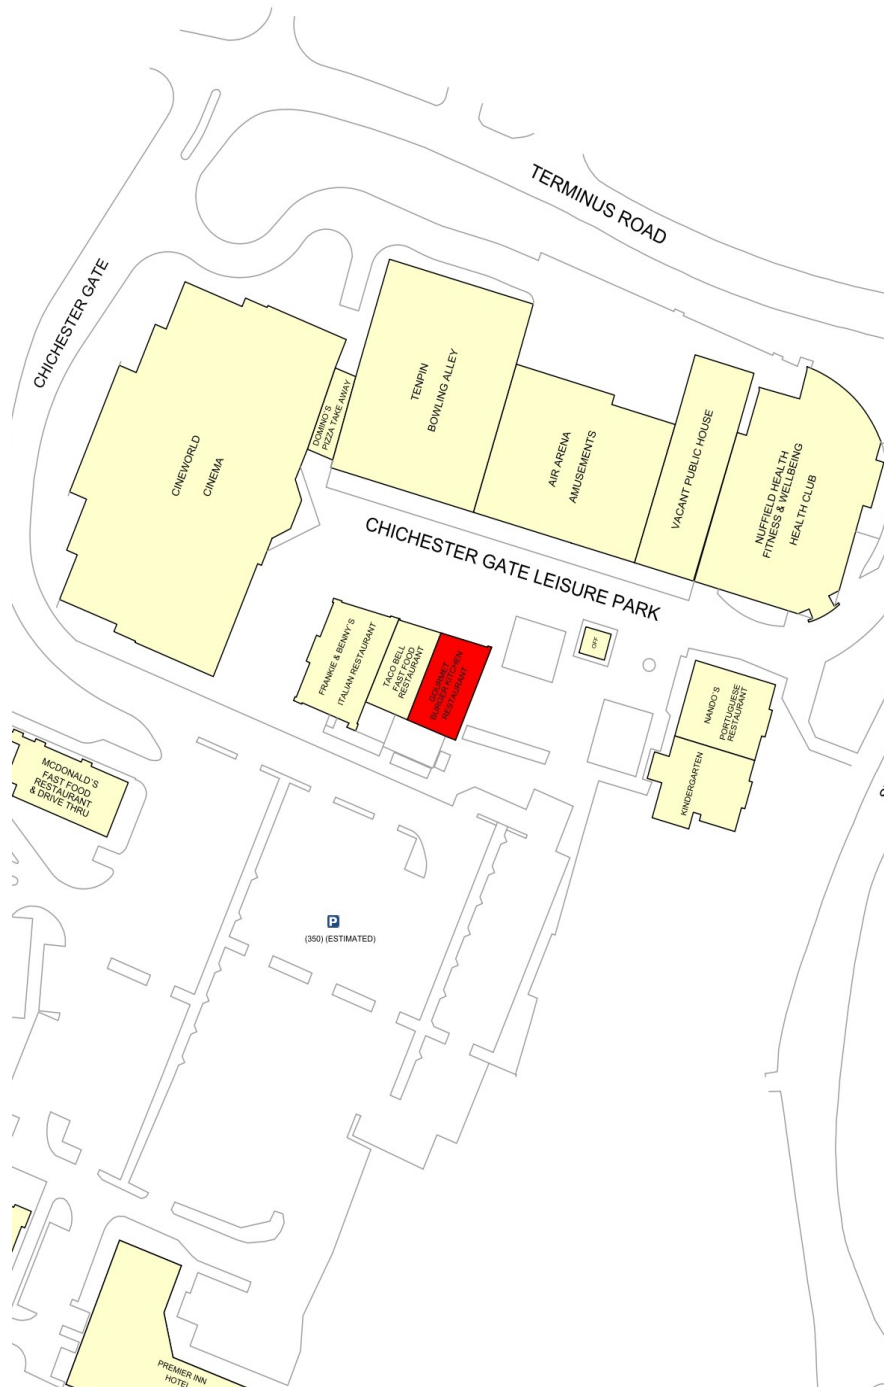 TERMINUS ROAD
CHICHESTER GATE
TENPIN
BOWLING ALLEY
DOMINO´S
PIZZA TAKE AWAY
CINEWORLD
CINEMA
AIR ARENA
AMUSEMENTS
VACANT PUBLIC HOUSE
NUFFIELD HEALTH
FITNESS & WELLBEING
HEALTH CLUB
CHICHESTER GATE LEISURE PARK
FRANKIE & BENNY´S
ITALIAN RESTAURANT
TACO BELL
FAST FOOD
RESTAURANT
GOURMET
BURGER KITCHEN
RESTAURANT
OFF
NANDO´S
PORTUGUESE
RESTAURANT
KINDERGARTEN
MCDONALD´S
FAST FOOD
RESTAURANT
& DRIVE THRU
P
(350) (ESTIMATED)
PREMIER INN
HOTEL